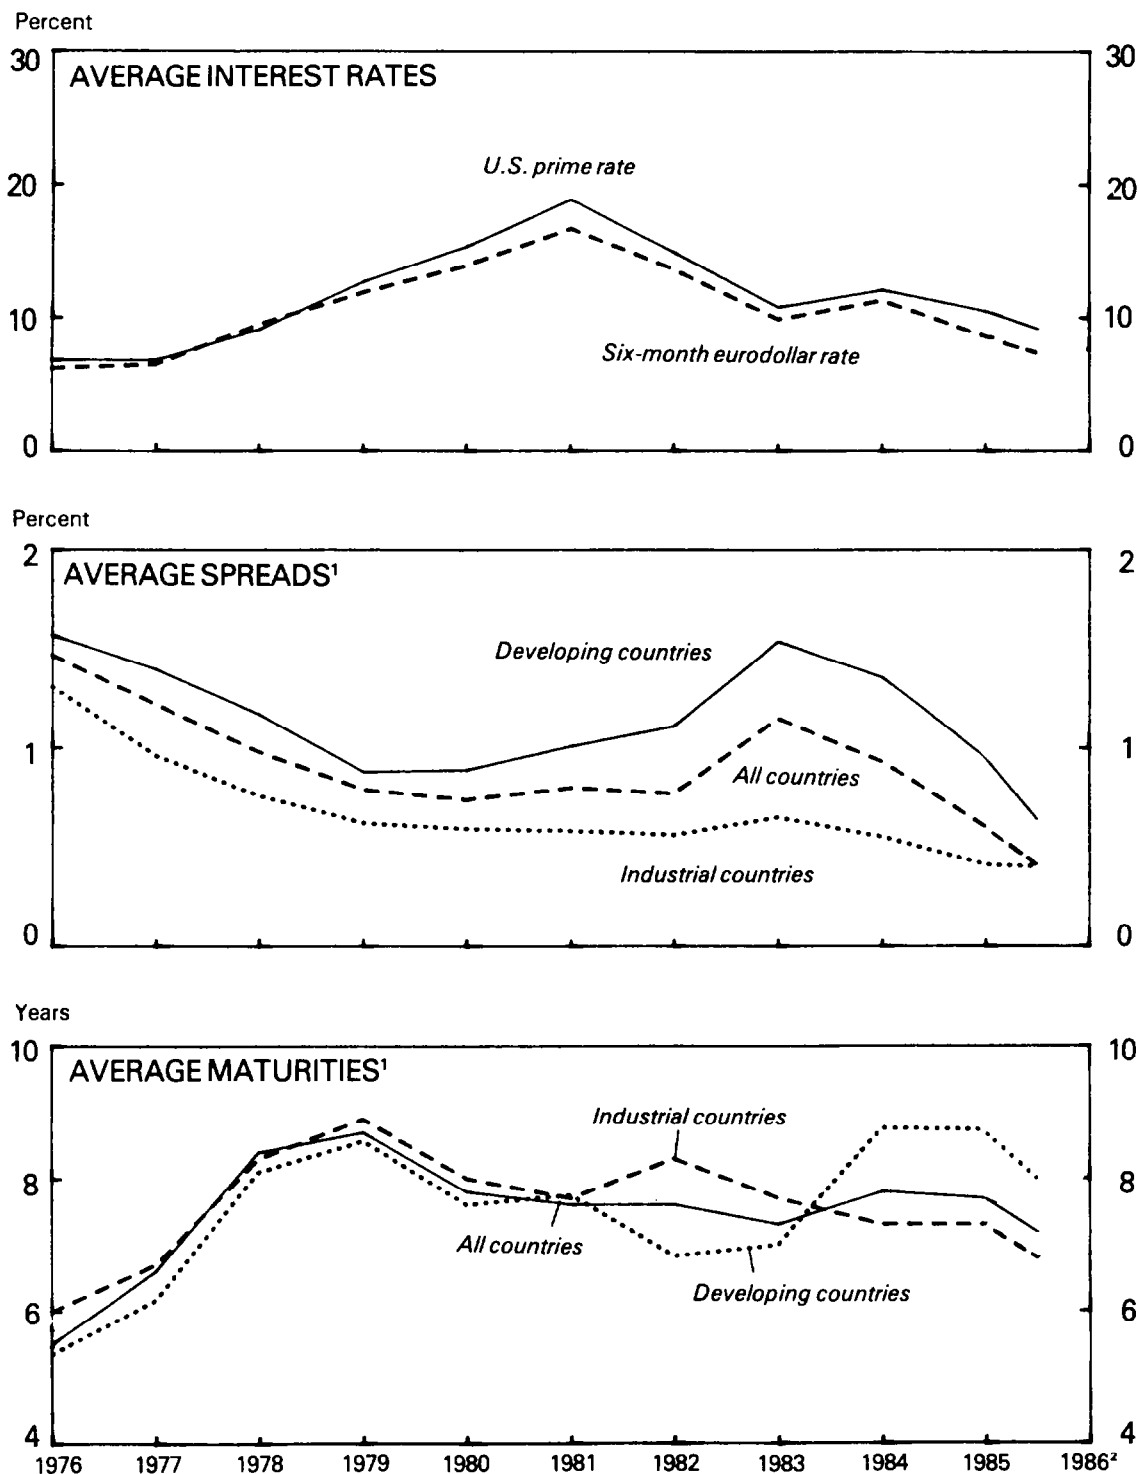 Percent
30 30
AVERAGE INTEREST RATES
U.S. prime rate
20 20
10 10
Six-month eurodollar rate
0 0
Percent
2 2
AVERAGE SPREADS¹
Developing countries
1 1
All countries
Industrial countries
0 0
Years
10 10
AVERAGE MATURITIES¹
Industrial countries
8 8
All countries
Developing countries
6 6
4 4
1976 1977 1978 1979 1980 1981 1982 1983 1984 1985 1986²